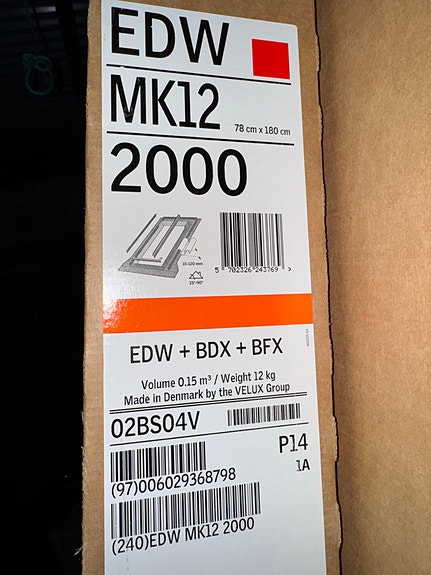 EDW
MK12
78 cm x 180 cm
2000
15-120 mm
15°-90°
5 702326 243769 >
EDW + BDX + BFX
Volume 0.15 m³ / Weight 12 kg
Made in Denmark by the VELUX Group
02BS04V
P14
1A
(97)006029368798
(240)EDW MK12 2000